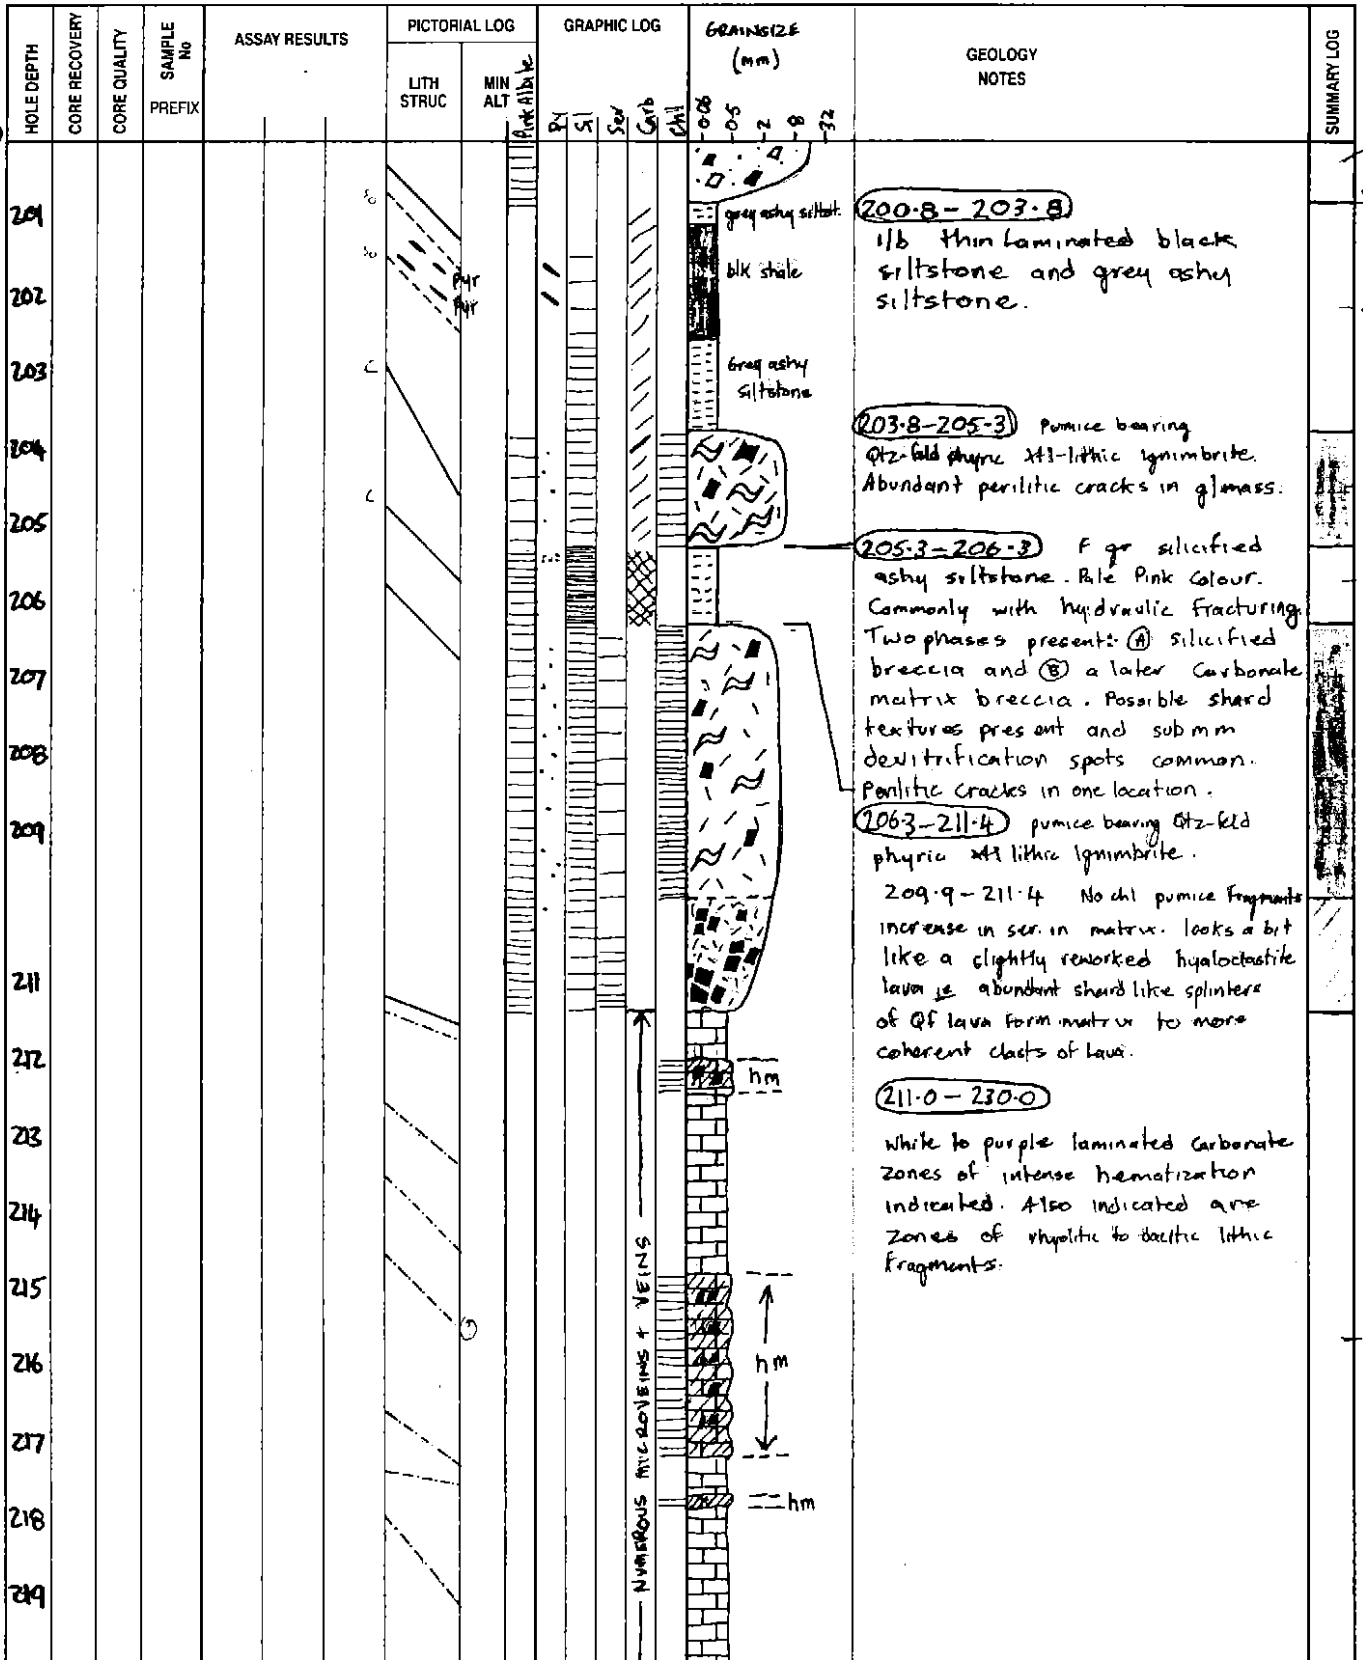 HOLE DEPTH
CORE RECOVERY
CORE QUALITY
SAMPLE No
PREFIX
ASSAY RESULTS
PICTORIAL LOG
LITH STRUC
MIN ALT
GRAPHIC LOG
Pink Albite
Py
Sil
Ser
Carb
Chl
GRAINSIZE
(mm)
0.06
0.5
2
8
32
GEOLOGY
NOTES
SUMMARY LOG
201
202
203
204
205
206
207
208
209
211
212
213
214
215
216
217
218
219
So
So
Pyr
Pyr
C
C
grey ashy siltst.
blk shale
Grey ashy
siltstone
hm
hm
hm
NUMEROUS MICROVEINS + VEINS
200.8 - 203.8
i/b thin laminated black
siltstone and grey ashy
siltstone.
203.8-205.3 Pumice bearing
Qtz-feld phyric xtl-lithic ignimbrite.
Abundant perilitic cracks in g/mass.
205.3-206.3 F gr silicified
ashy siltstone. Pale Pink Colour.
Commonly with hydraulic Fracturing.
Two phases present: (A) silicified
breccia and (B) a later Carbonate
matrix breccia. Possible shard
textures present and sub mm
devitrification spots common.
Perilitic cracks in one location.
206.3-211.4 pumice bearing Qtz-feld
phyric xtl lithic ignimbrite.
209.9-211.4 No chl pumice fragments
increase in ser. in matrix. looks a bit
like a slightly reworked hyaloclastite
lava ie abundant shard like splinters
of QF lava form matrix to more
coherent clasts of lava.
211.0 - 230.0
White to purple laminated carbonate
zones of intense hematization
indicated. Also indicated are
zones of rhyolitic to dacitic lithic
fragments.